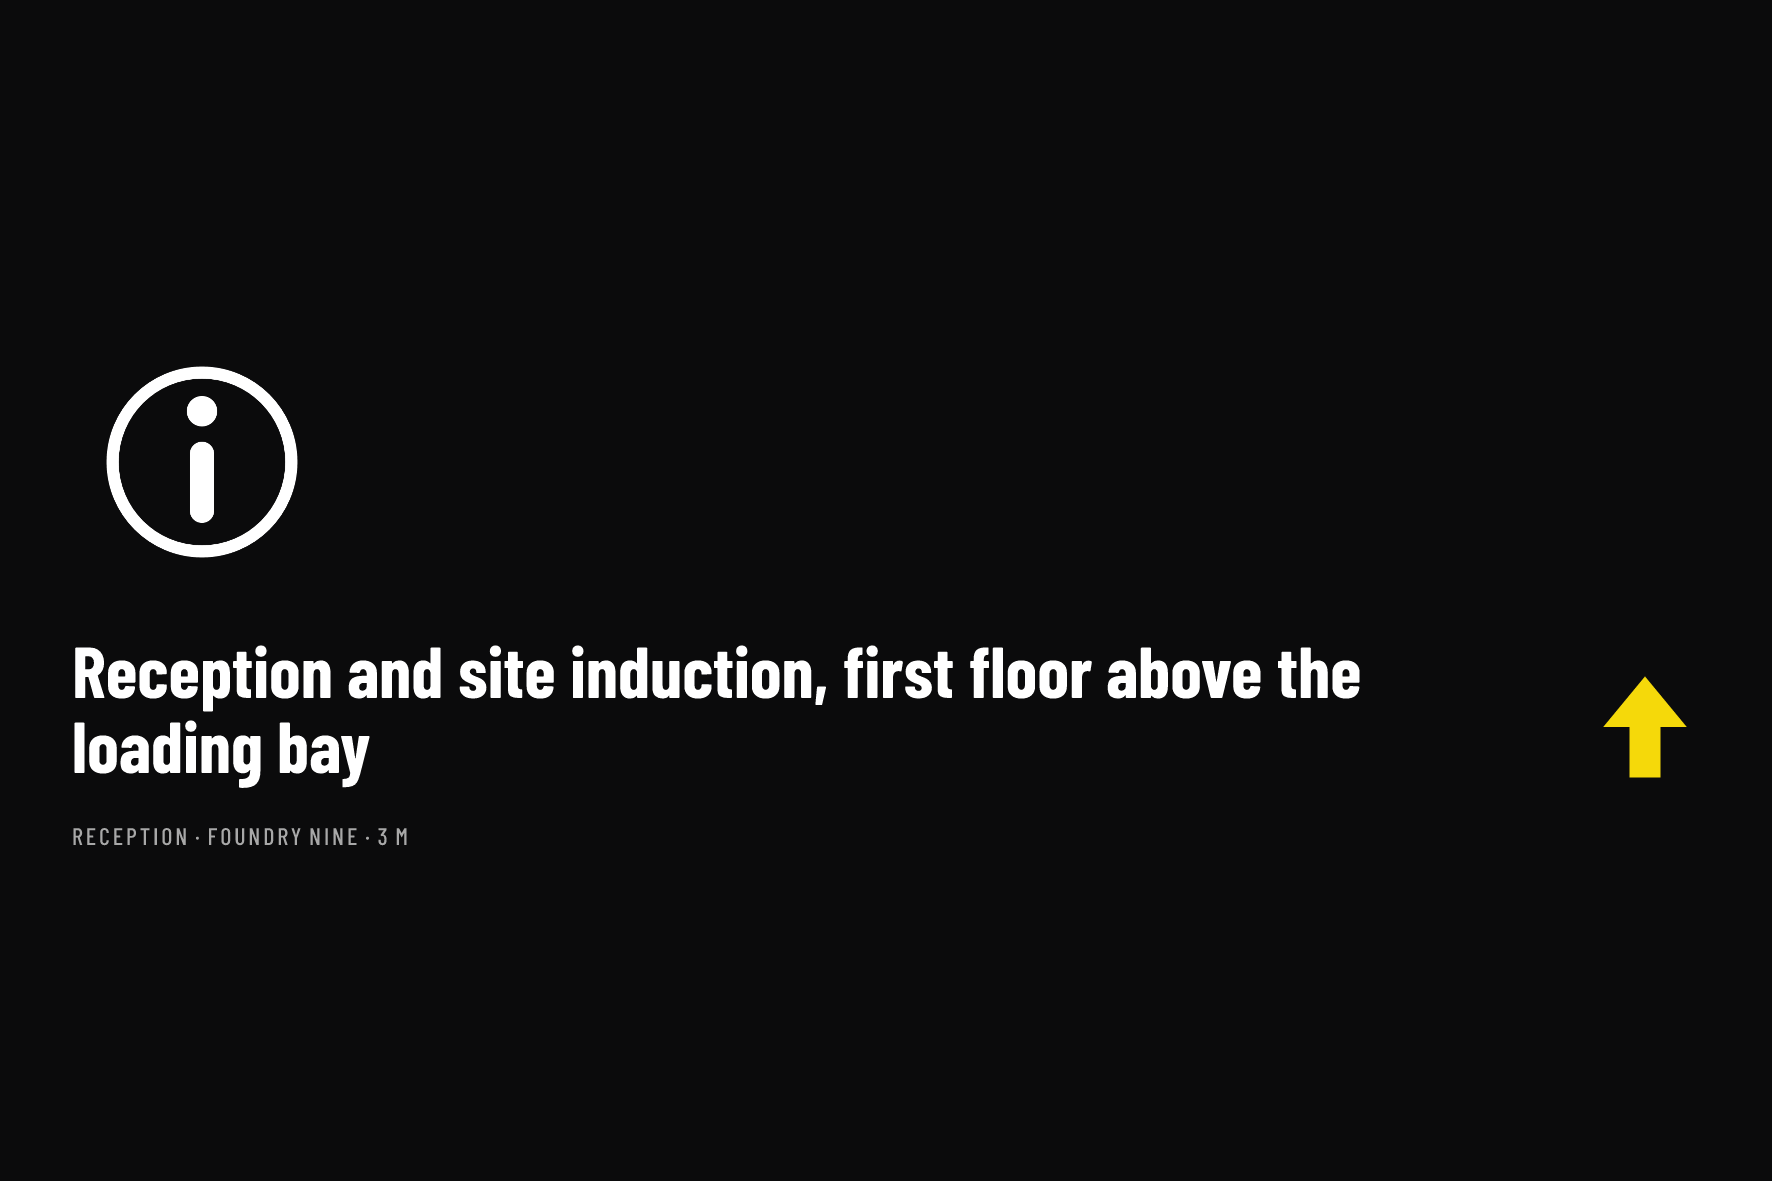 Reception and site induction, first floor above the
loading bay
RECEPTION · FOUNDRY NINE · 3 M